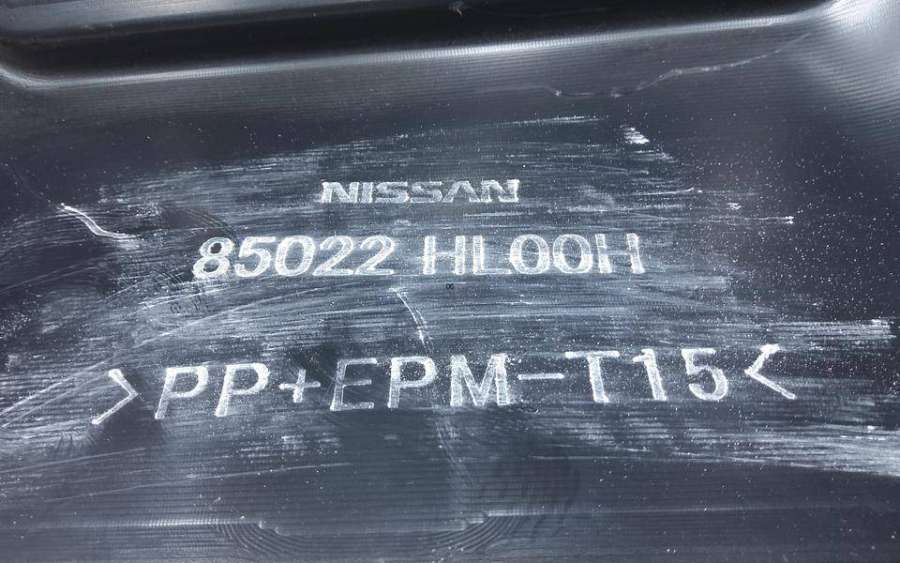 NISSAN
85022 HL00H
>PP+EPM-T15<